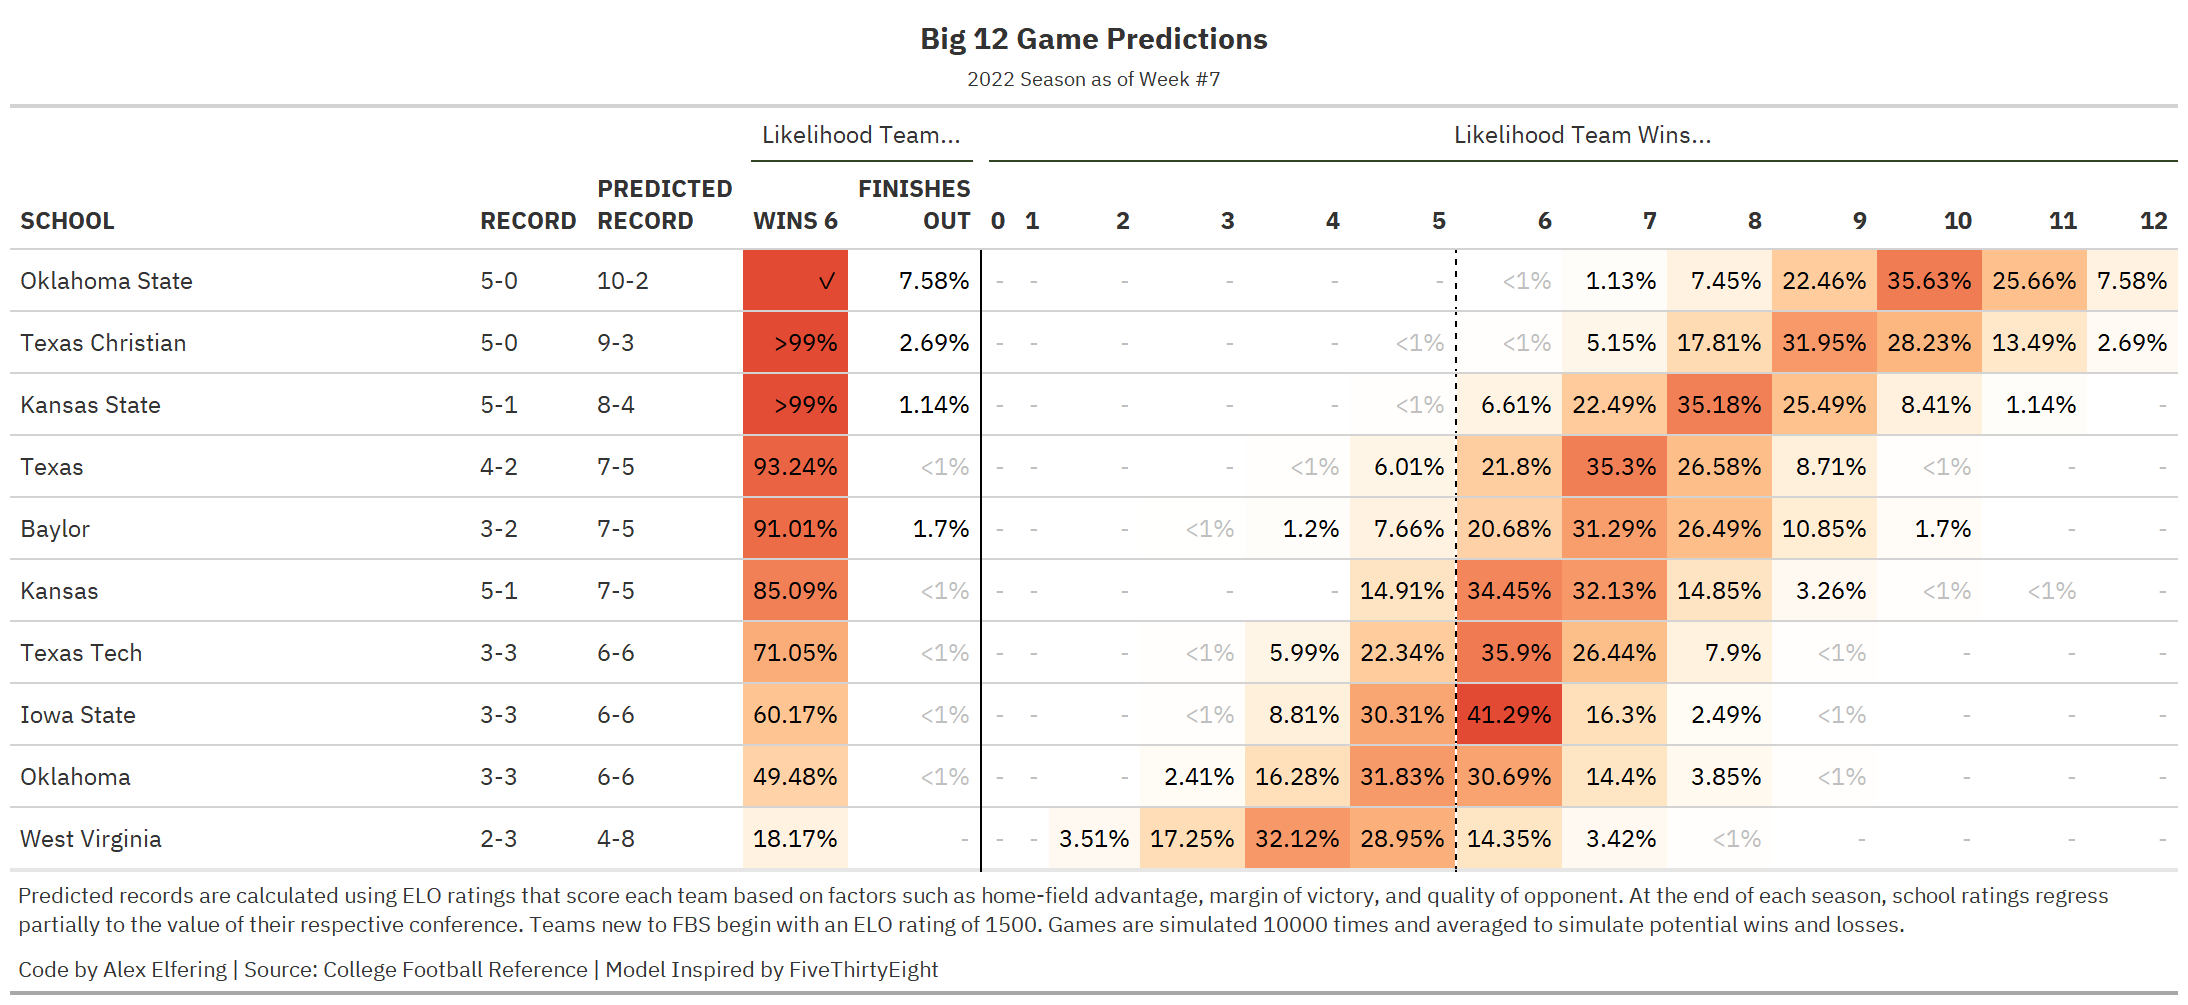 Big 12 Game Predictions
2022 Season as of Week #7
Likelihood Team... Likelihood Team Wins...
SCHOOL RECORD PREDICTED RECORD WINS 6 FINISHES OUT 0 1 2 3 4 5 6 7 8 9 10 11 12
Oklahoma State 5-0 10-2 ✓ 7.58% - - - - - - <1% 1.13% 7.45% 22.46% 35.63% 25.66% 7.58%
Texas Christian 5-0 9-3 >99% 2.69% - - - - - <1% <1% 5.15% 17.81% 31.95% 28.23% 13.49% 2.69%
Kansas State 5-1 8-4 >99% 1.14% - - - - - <1% 6.61% 22.49% 35.18% 25.49% 8.41% 1.14% -
Texas 4-2 7-5 93.24% <1% - - - - <1% 6.01% 21.8% 35.3% 26.58% 8.71% <1% - -
Baylor 3-2 7-5 91.01% 1.7% - - - <1% 1.2% 7.66% 20.68% 31.29% 26.49% 10.85% 1.7% - -
Kansas 5-1 7-5 85.09% <1% - - - - - 14.91% 34.45% 32.13% 14.85% 3.26% <1% <1% -
Texas Tech 3-3 6-6 71.05% <1% - - - <1% 5.99% 22.34% 35.9% 26.44% 7.9% <1% - - -
Iowa State 3-3 6-6 60.17% <1% - - - <1% 8.81% 30.31% 41.29% 16.3% 2.49% <1% - - -
Oklahoma 3-3 6-6 49.48% <1% - - - 2.41% 16.28% 31.83% 30.69% 14.4% 3.85% <1% - - -
West Virginia 2-3 4-8 18.17% - - - 3.51% 17.25% 32.12% 28.95% 14.35% 3.42% <1% - - - -
Predicted records are calculated using ELO ratings that score each team based on factors such as home-field advantage, margin of victory, and quality of opponent. At the end of each season, school ratings regress
partially to the value of their respective conference. Teams new to FBS begin with an ELO rating of 1500. Games are simulated 10000 times and averaged to simulate potential wins and losses.
Code by Alex Elfering | Source: College Football Reference | Model Inspired by FiveThirtyEight